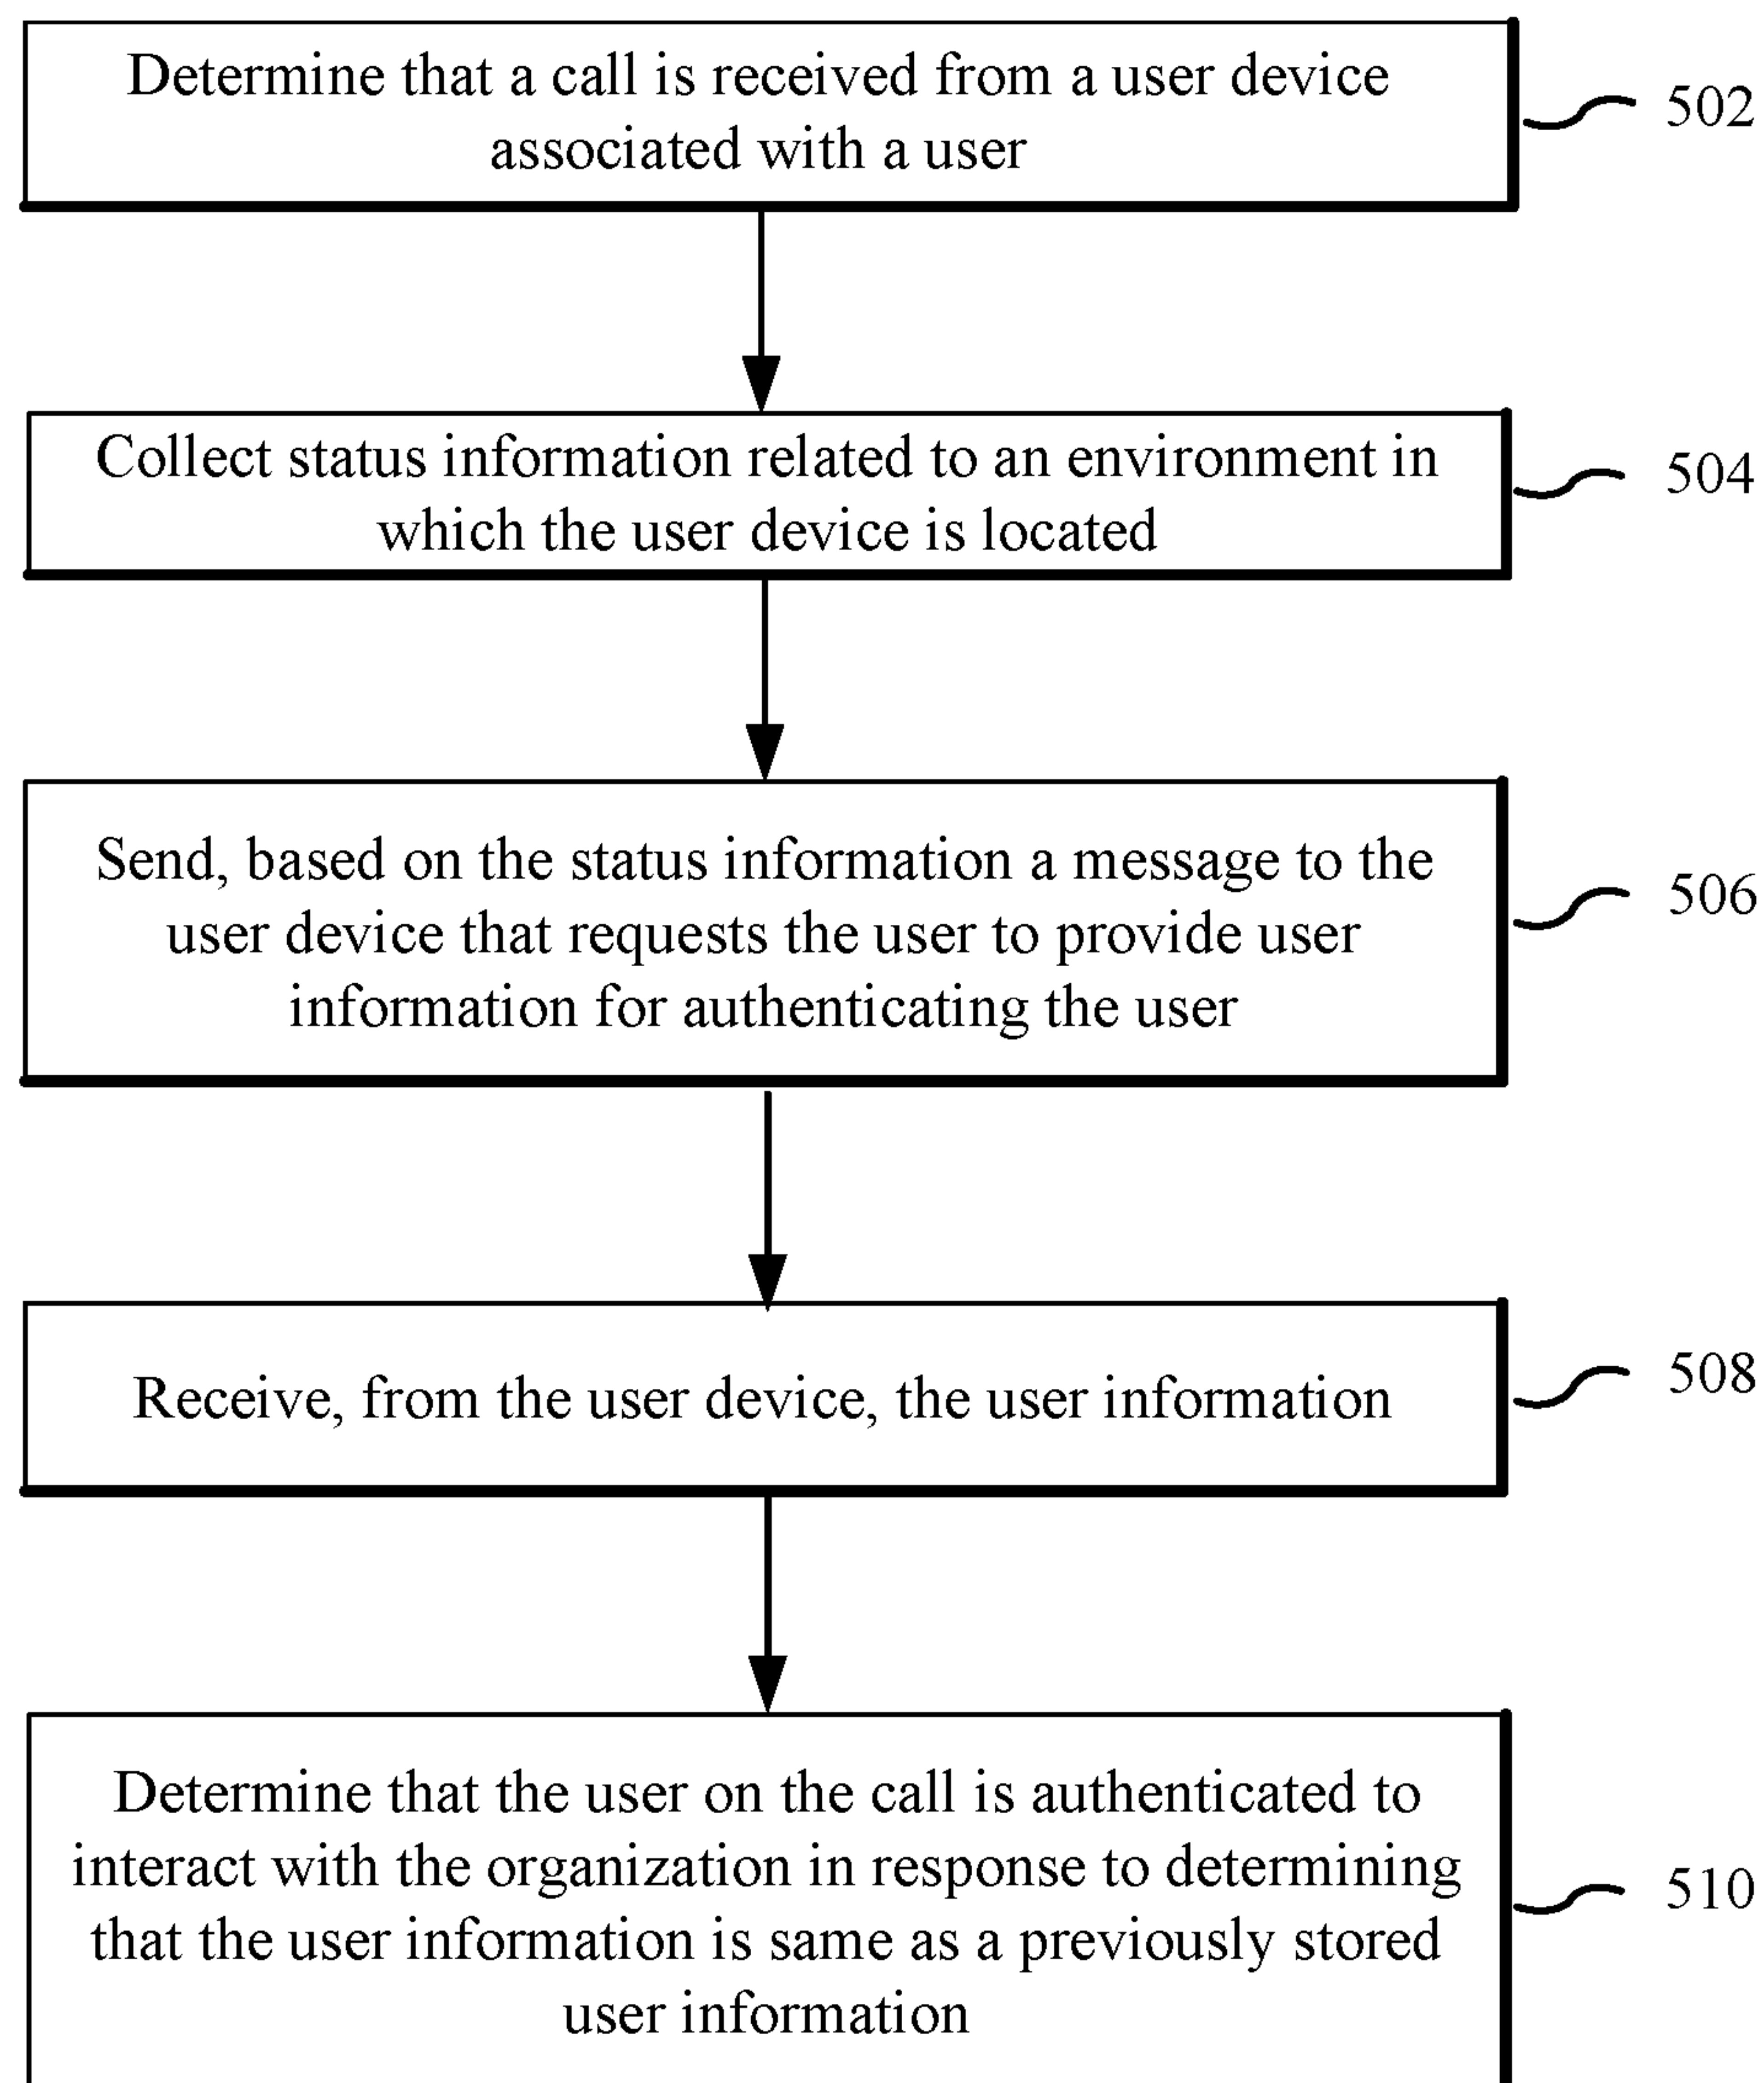 Determine that a call is received from a user device
associated with a user
502
Collect status information related to an environment in
which the user device is located
504
Send, based on the status information a message to the
user device that requests the user to provide user
information for authenticating the user
506
Receive, from the user device, the user information
508
Determine that the user on the call is authenticated to
interact with the organization in response to determining
that the user information is same as a previously stored
user information
510